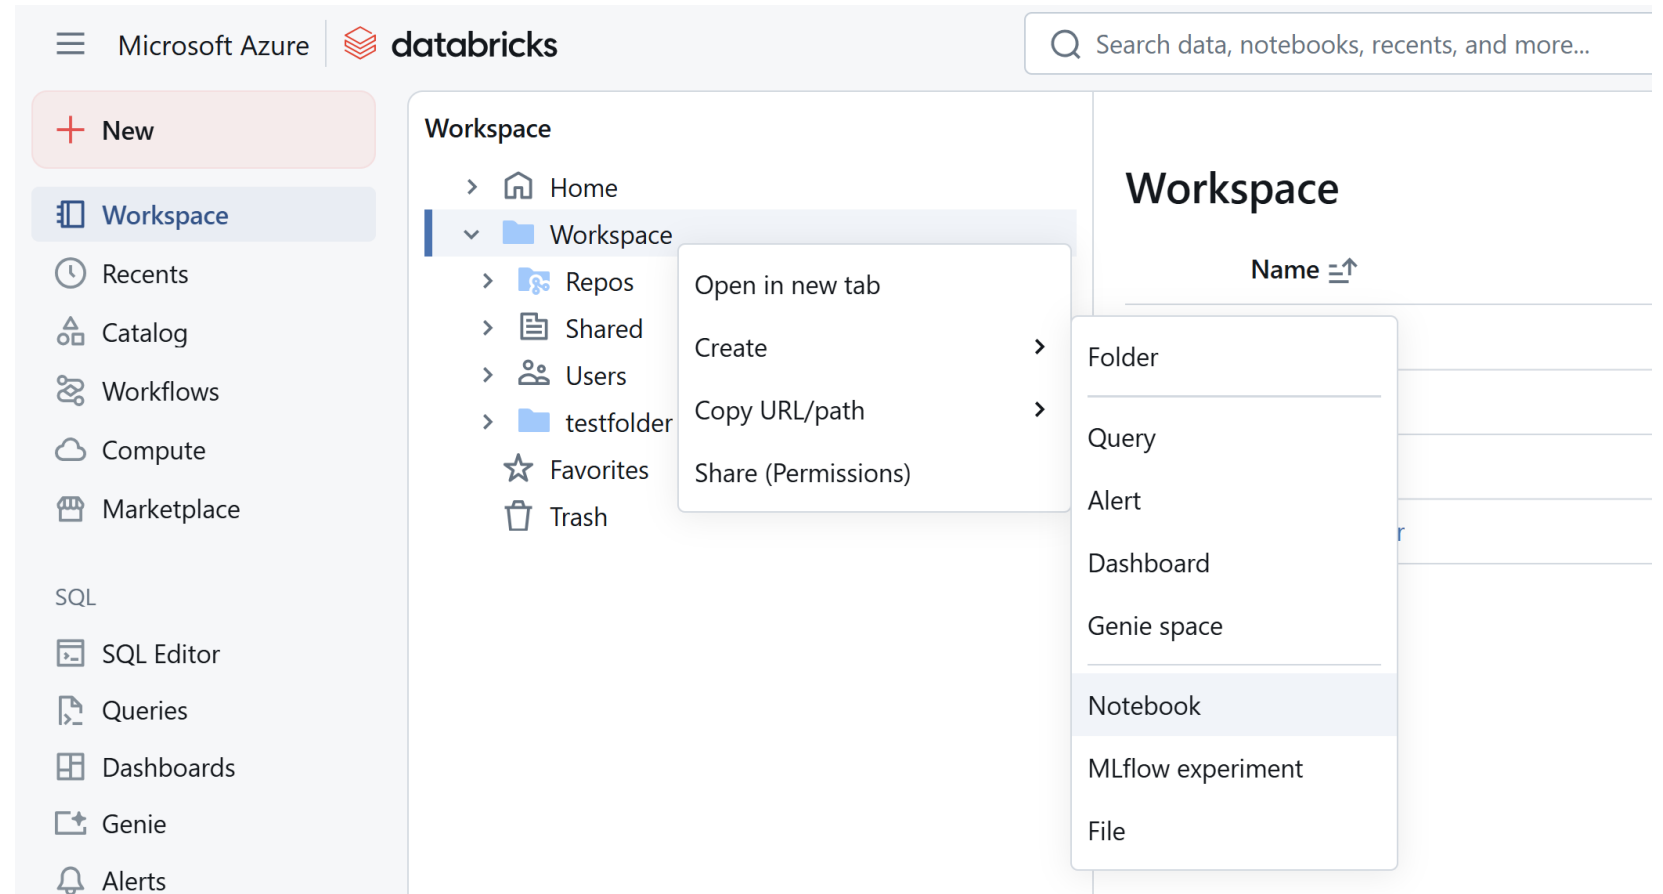 Microsoft Azure
databricks
Search data, notebooks, recents, and more...
New
Workspace
Recents
Catalog
Workflows
Compute
Marketplace
SQL
SQL Editor
Queries
Dashboards
Genie
Alerts
Workspace
Home
Workspace
Repos
Shared
Users
testfolder
Favorites
Trash
Open in new tab
Create
Copy URL/path
Share (Permissions)
Folder
Query
Alert
Dashboard
Genie space
Notebook
MLflow experiment
File
Workspace
Name
r